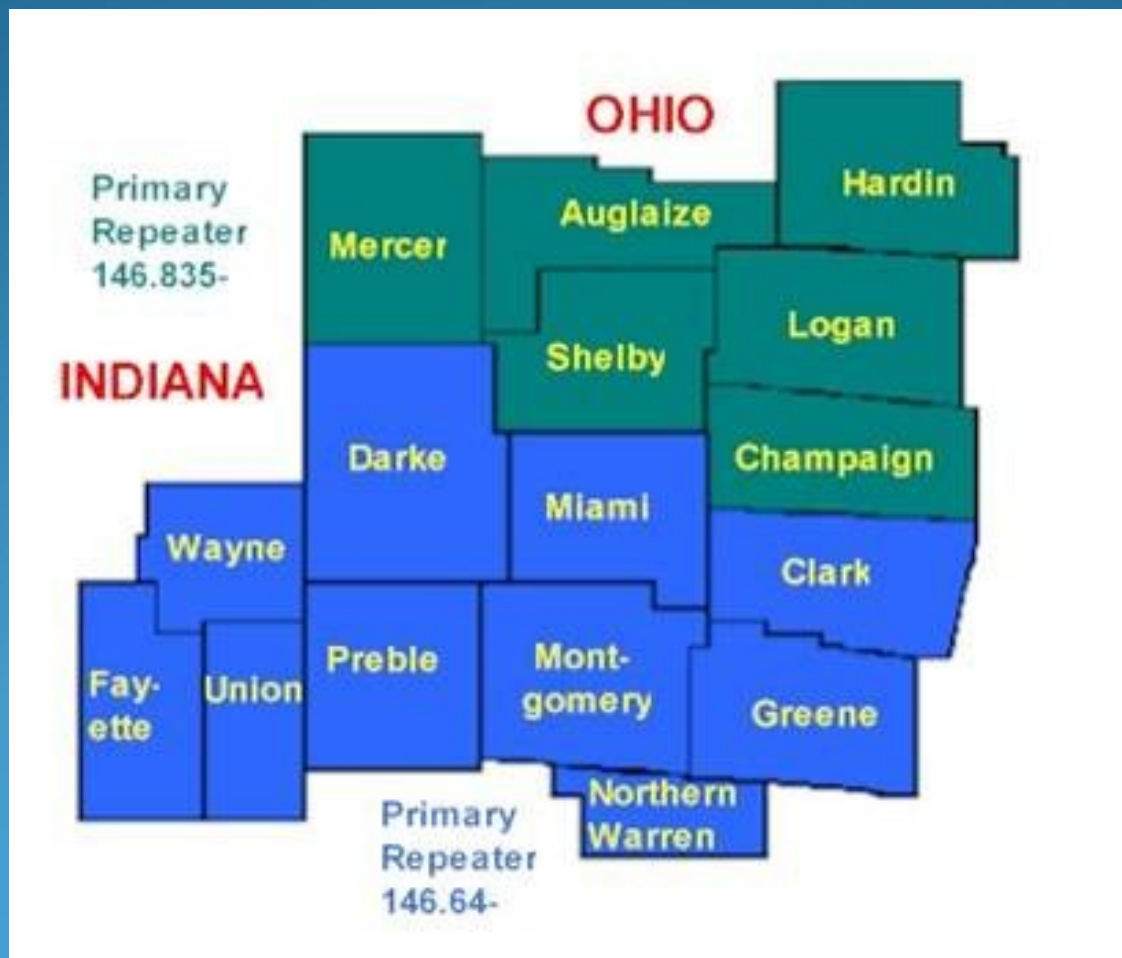 OHIO
Hardin
Primary
Repeater
146.835-
Auglaize
Mercer
Logan
Shelby
INDIANA
Darke
Champaign
Miami
Wayne
Clark
Preble
Mont-
gomery
Fay-
ette
Union
Greene
Northern
Warren
Primary
Repeater
146.64-